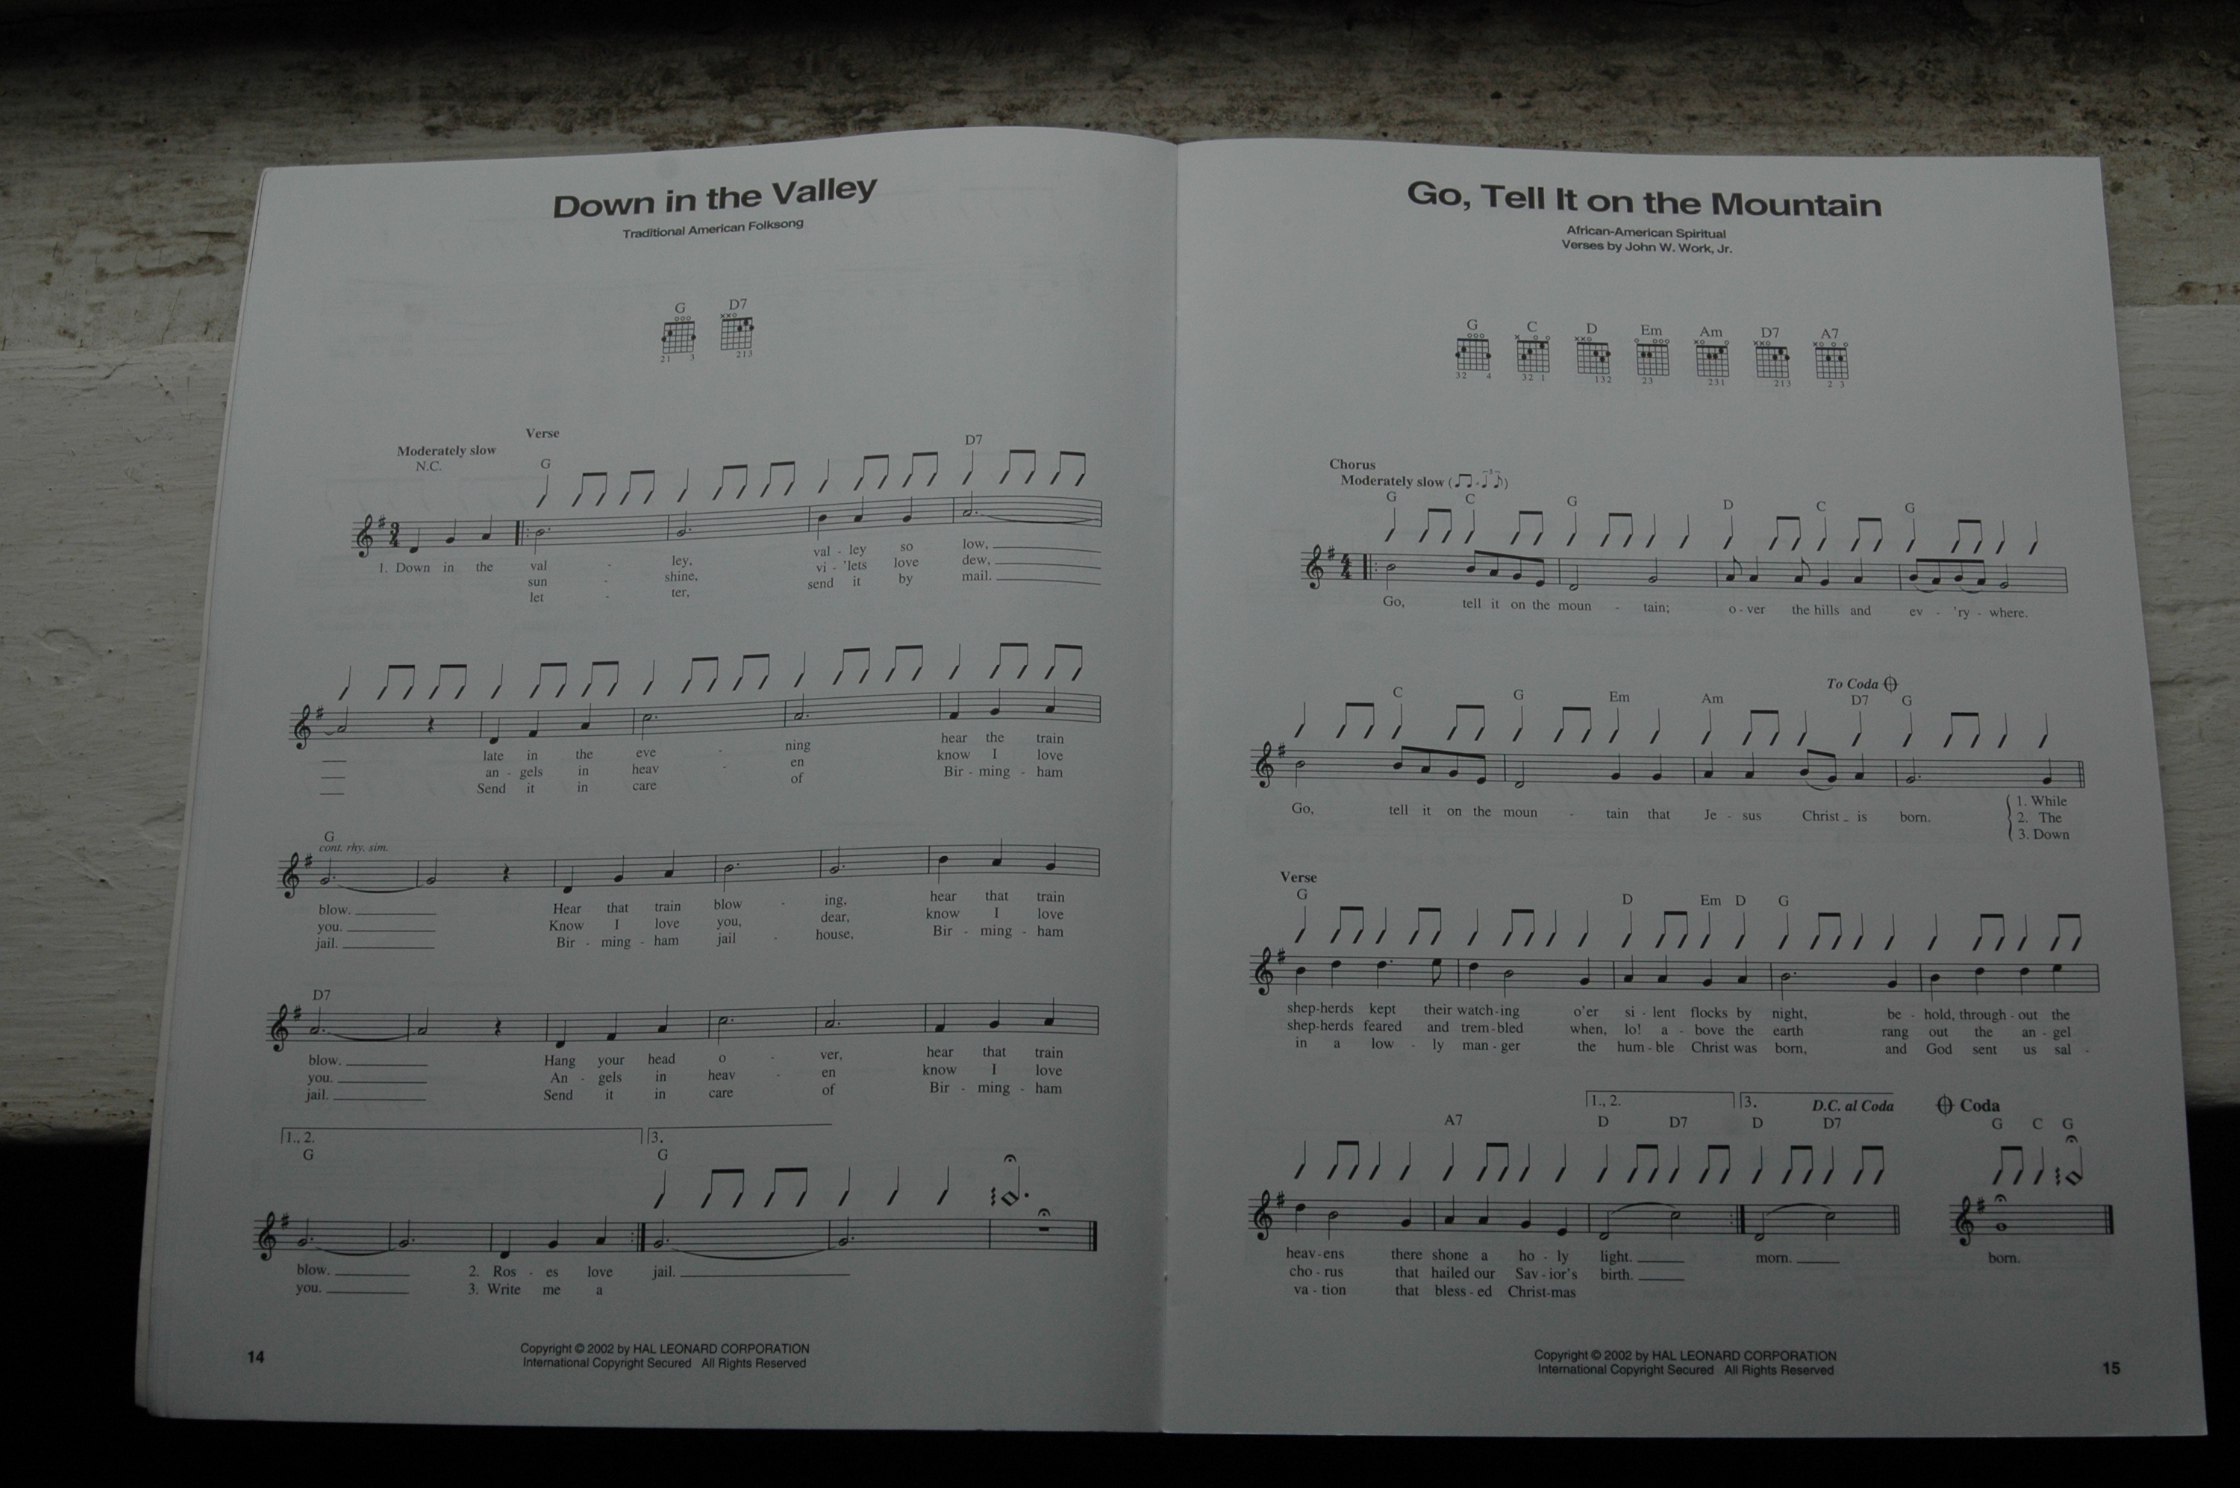 Down in the Valley
Traditional American Folksong
G D7
21 3 213
Verse
Moderately slow
N.C. G D7
1. Down in the val - ley, val - ley so low,
sun - shine, vi - 'lets love dew,
let - ter, send it by mail.
late in the eve - ning hear the train
an - gels in heav - en know I love
Send it in care of Bir - ming - ham
G
cont. rhy. sim.
blow. Hear that train blow - ing, hear that train
you. Know I love you, dear, know I love
jail. Bir - ming - ham jail - house, Bir - ming - ham
D7
blow. Hang your head o - ver, hear that train
you. An - gels in heav - en know I love
jail. Send it in care of Bir - ming - ham
1., 2. 3.
G G
blow. 2. Ros - es love jail.
you. 3. Write me a
Copyright © 2002 by HAL LEONARD CORPORATION
International Copyright Secured All Rights Reserved
14
Go, Tell It on the Mountain
African-American Spiritual
Verses by John W. Work, Jr.
G C D Em Am D7 A7
32 4 32 1 132 23 231 213 2 3
Chorus
Moderately slow
G C G D C G
Go, tell it on the moun - tain; o - ver the hills and ev - 'ry - where.
To Coda
C G Em Am D7 G
Go, tell it on the moun - tain that Je - sus Christ is born. 1. While
2. The
3. Down
Verse
G D Em D G
shep-herds kept their watch-ing o'er si - lent flocks by night, be - hold, through - out the
shep-herds feared and trem-bled when, lo! a - bove the earth rang out the an - gel
in a low - ly man - ger the hum - ble Christ was born, and God sent us sal -
1., 2. 3. D.C. al Coda Coda
A7 D D7 D D7 G C G
heav-ens there shone a ho - ly light. morn. born.
cho - rus that hailed our Sav - ior's birth.
va - tion that bless - ed Christ-mas
Copyright © 2002 by HAL LEONARD CORPORATION
International Copyright Secured All Rights Reserved
15